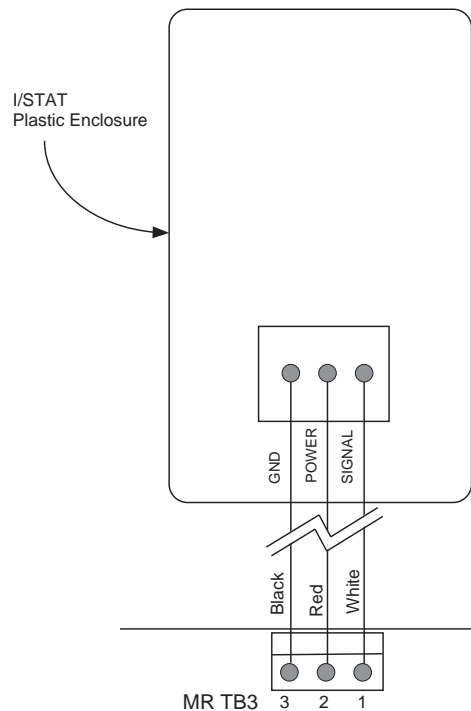 I/STAT
Plastic Enclosure
GND
POWER
SIGNAL
Black
Red
White
MR TB3 3 2 1